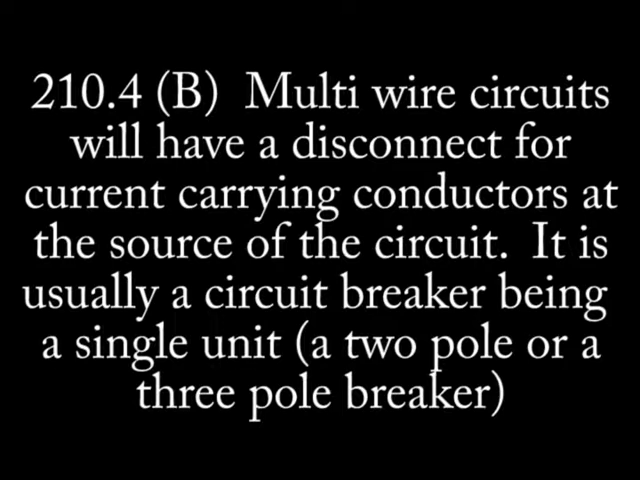 210.4 (B)  Multi wire circuits
will have a disconnect for
current carrying conductors at
the source of the circuit.  It is
usually a circuit breaker being
a single unit (a two pole or a
three pole breaker)